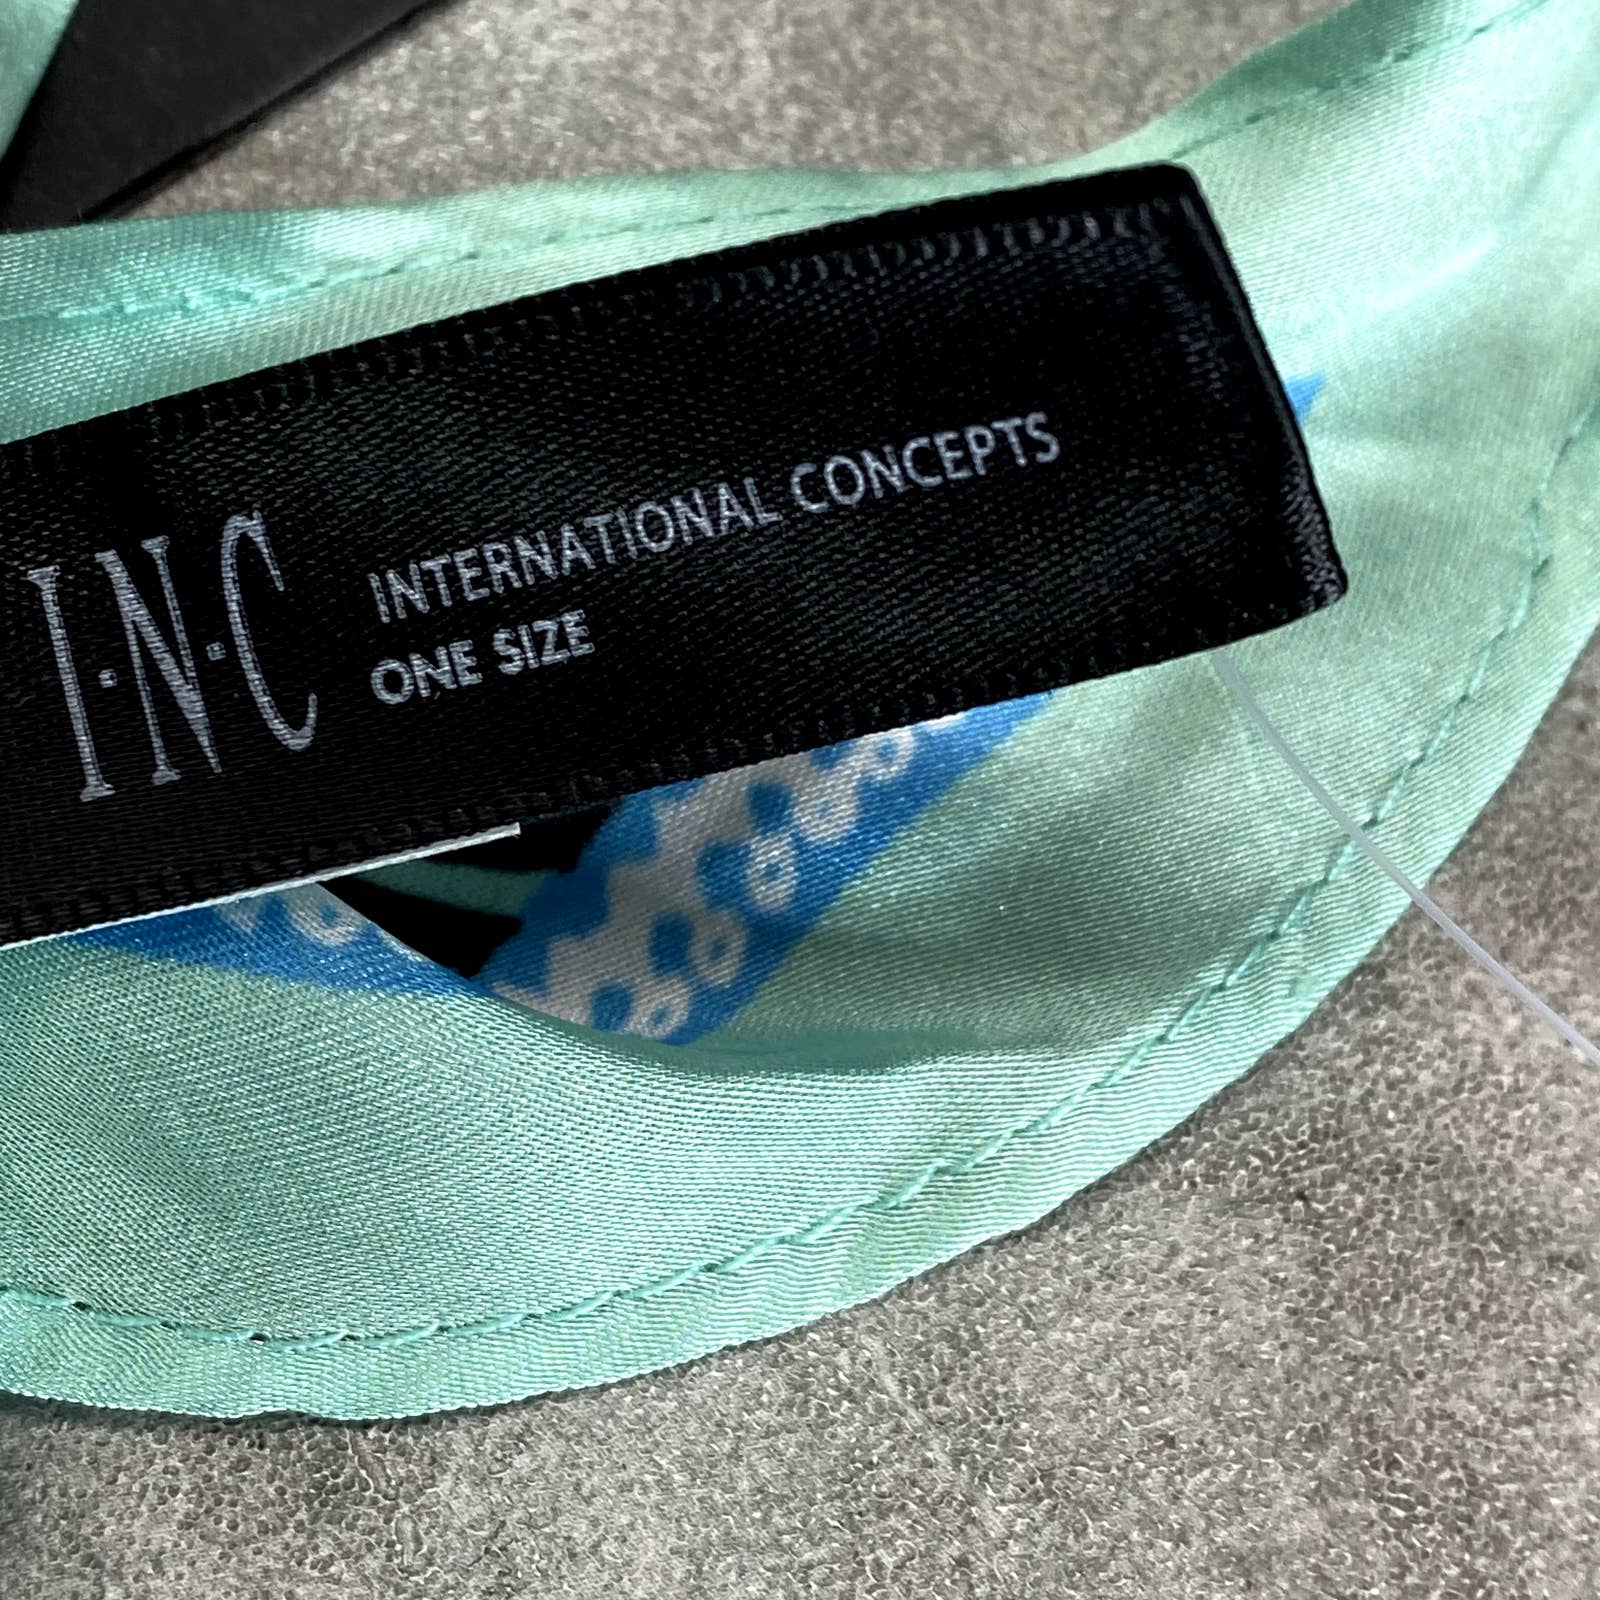 I·N·C
INTERNATIONAL CONCEPTS
ONE SIZE